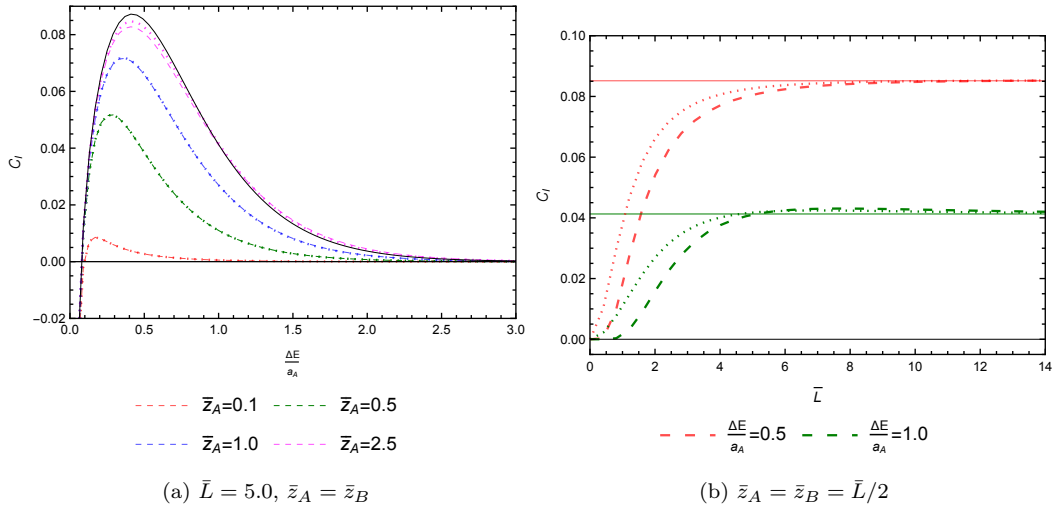 0.08
0.06
0.04
0.02
0.00
−0.02
C_I
0.0 0.5 1.0 1.5 2.0 2.5 3.0
ΔE
a_A
z̄_A=0.1 z̄_A=0.5
z̄_A=1.0 z̄_A=2.5
(a) L̄ = 5.0, z̄_A = z̄_B
0.10
0.08
0.06
0.04
0.02
0.00
C_I
0 2 4 6 8 10 12 14
L̄
ΔE/a_A=0.5 ΔE/a_A=1.0
(b) z̄_A = z̄_B = L̄/2